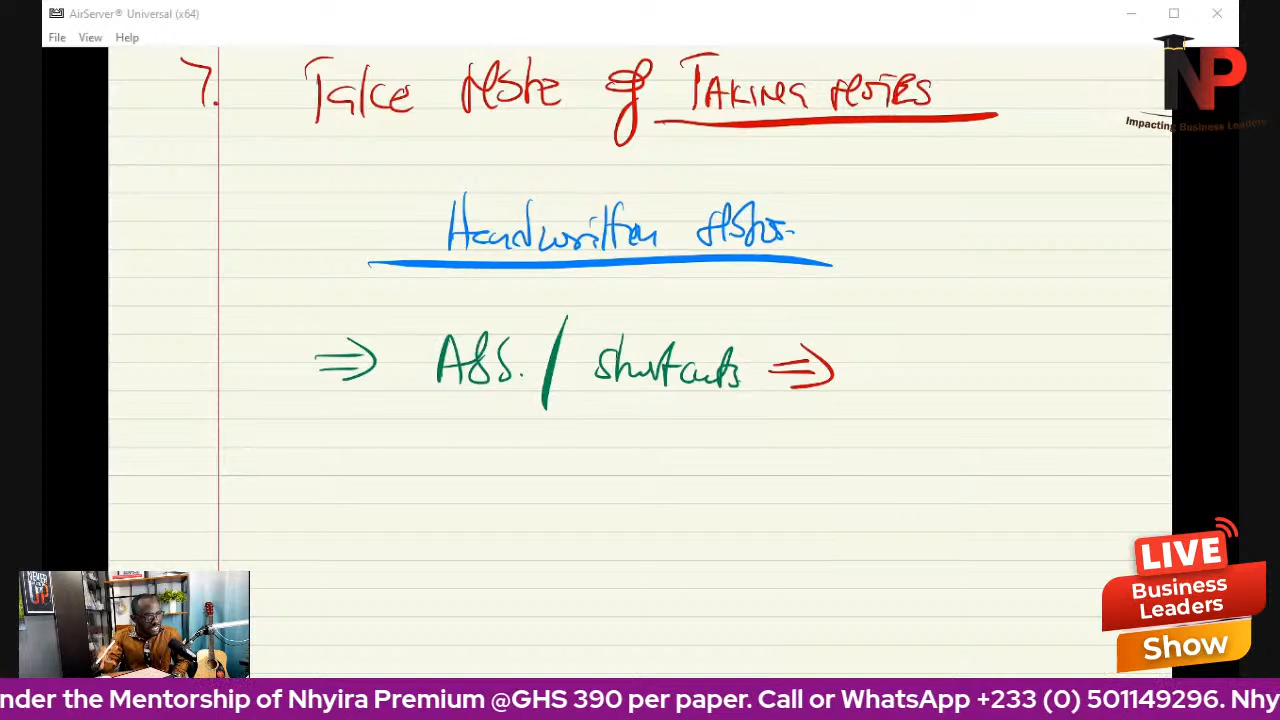 AirServer® Universal (x64)
File View Help
7. Take Note of TAKING NOTES
NP
Impacting Business Leaders
Handwritten Notes.
⇒ Abb. / Shortcuts ⇒
LIVE
Business
Leaders
Show
nder the Mentorship of Nhyira Premium @GHS 390 per paper. Call or WhatsApp +233 (0) 501149296. Nhy